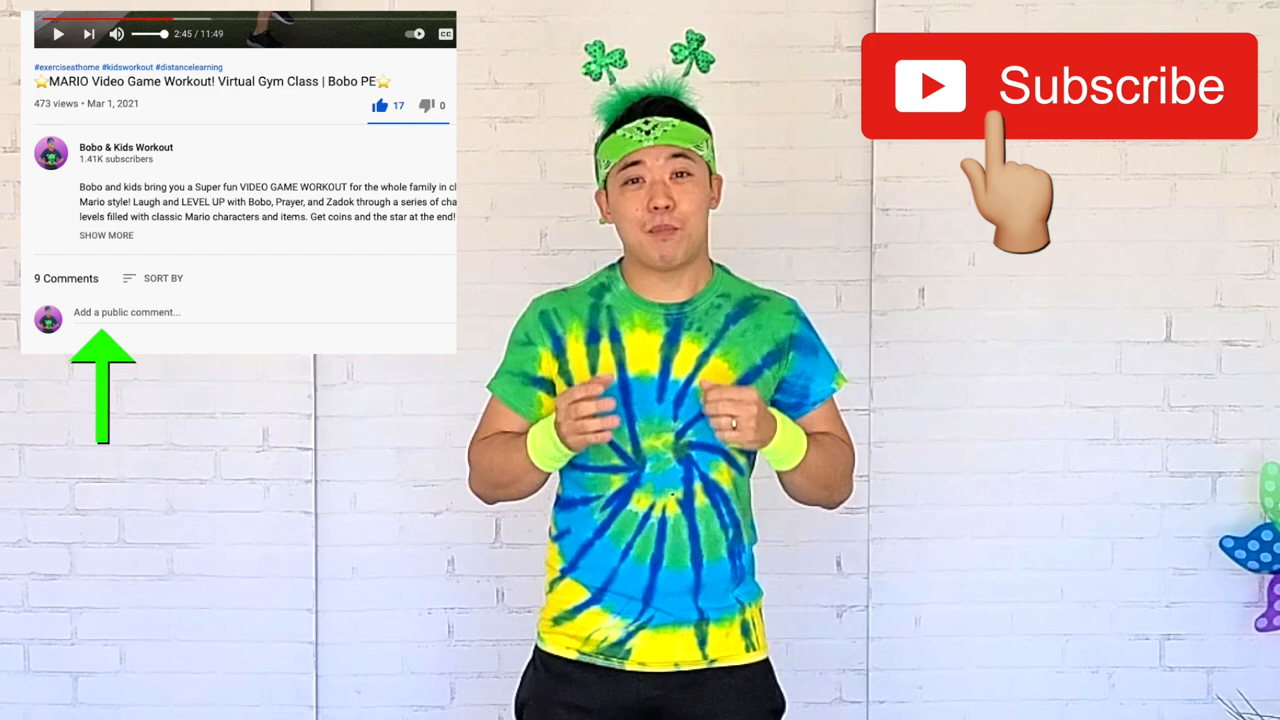 2:45 / 11:49
CC
#exerciseathome #kidsworkout #distancelearning
⭐MARIO Video Game Workout! Virtual Gym Class | Bobo PE⭐
473 views • Mar 1, 2021
17
0
Bobo & Kids Workout
1.41K subscribers
Bobo and kids bring you a Super fun VIDEO GAME WORKOUT for the whole family in cl
Mario style! Laugh and LEVEL UP with Bobo, Prayer, and Zadok through a series of cha
levels filled with classic Mario characters and items. Get coins and the star at the end!
SHOW MORE
9 Comments
SORT BY
Add a public comment...
Subscribe